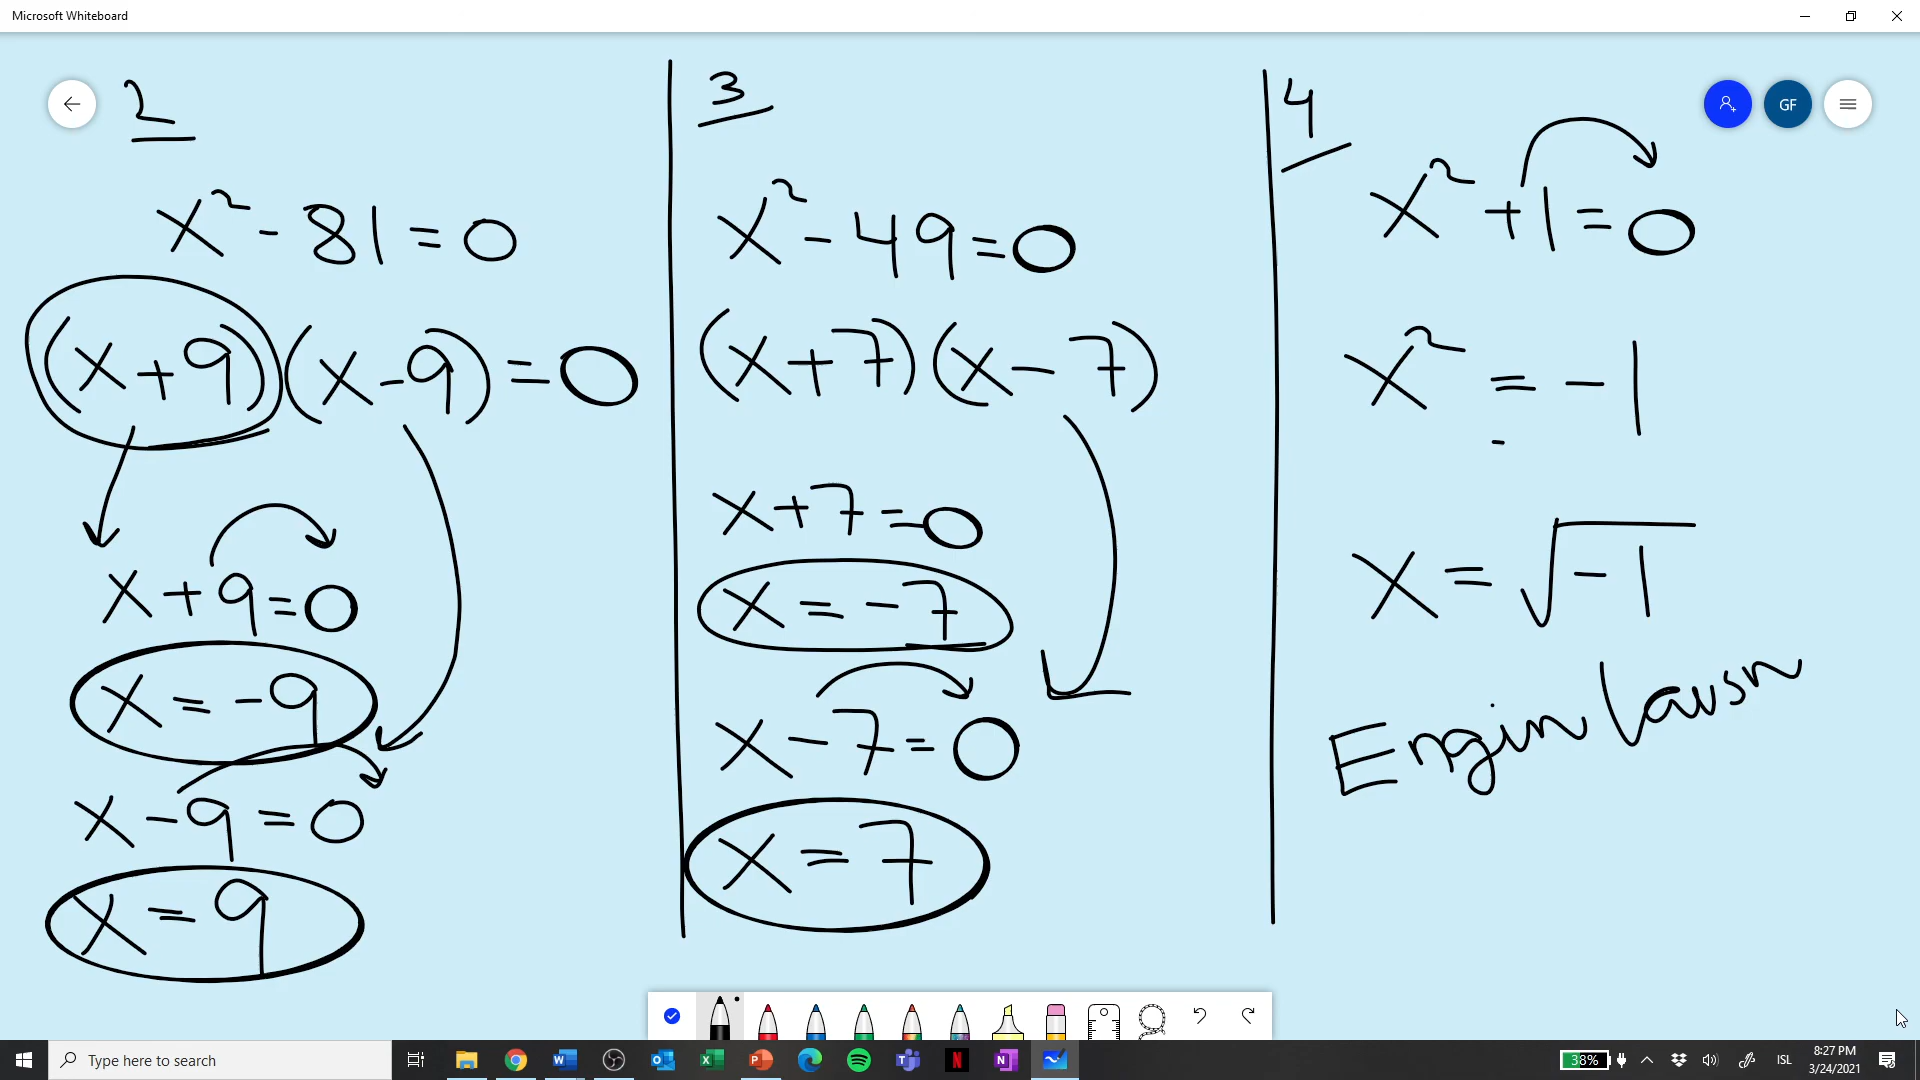 Microsoft Whiteboard
GF
2
x² - 81 = 0
(x + 9)(x - 9) = 0
x + 9 = 0
x = -9
x - 9 = 0
x = 9
3
x² - 49 = 0
(x + 7)(x - 7)
x + 7 = 0
x = -7
x - 7 = 0
x = 7
4
x² + 1 = 0
x² = -1
x = √-1
Engin lausn
Type here to search
38%
ISL
8:27 PM
3/24/2021